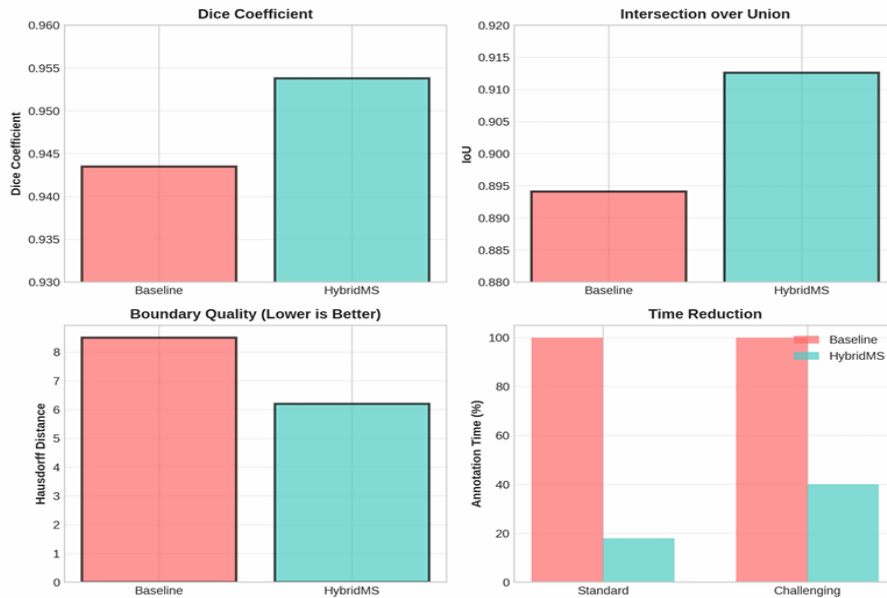 Dice Coefficient
Dice Coefficient
0.960
0.955
0.950
0.945
0.940
0.935
0.930
Baseline
HybridMS
Intersection over Union
IoU
0.920
0.915
0.910
0.905
0.900
0.895
0.890
0.885
0.880
Baseline
HybridMS
Boundary Quality (Lower is Better)
Hausdorff Distance
8
7
6
5
4
3
2
1
0
Baseline
HybridMS
Time Reduction
Annotation Time (%)
100
80
60
40
20
0
Baseline
HybridMS
Standard
Challenging